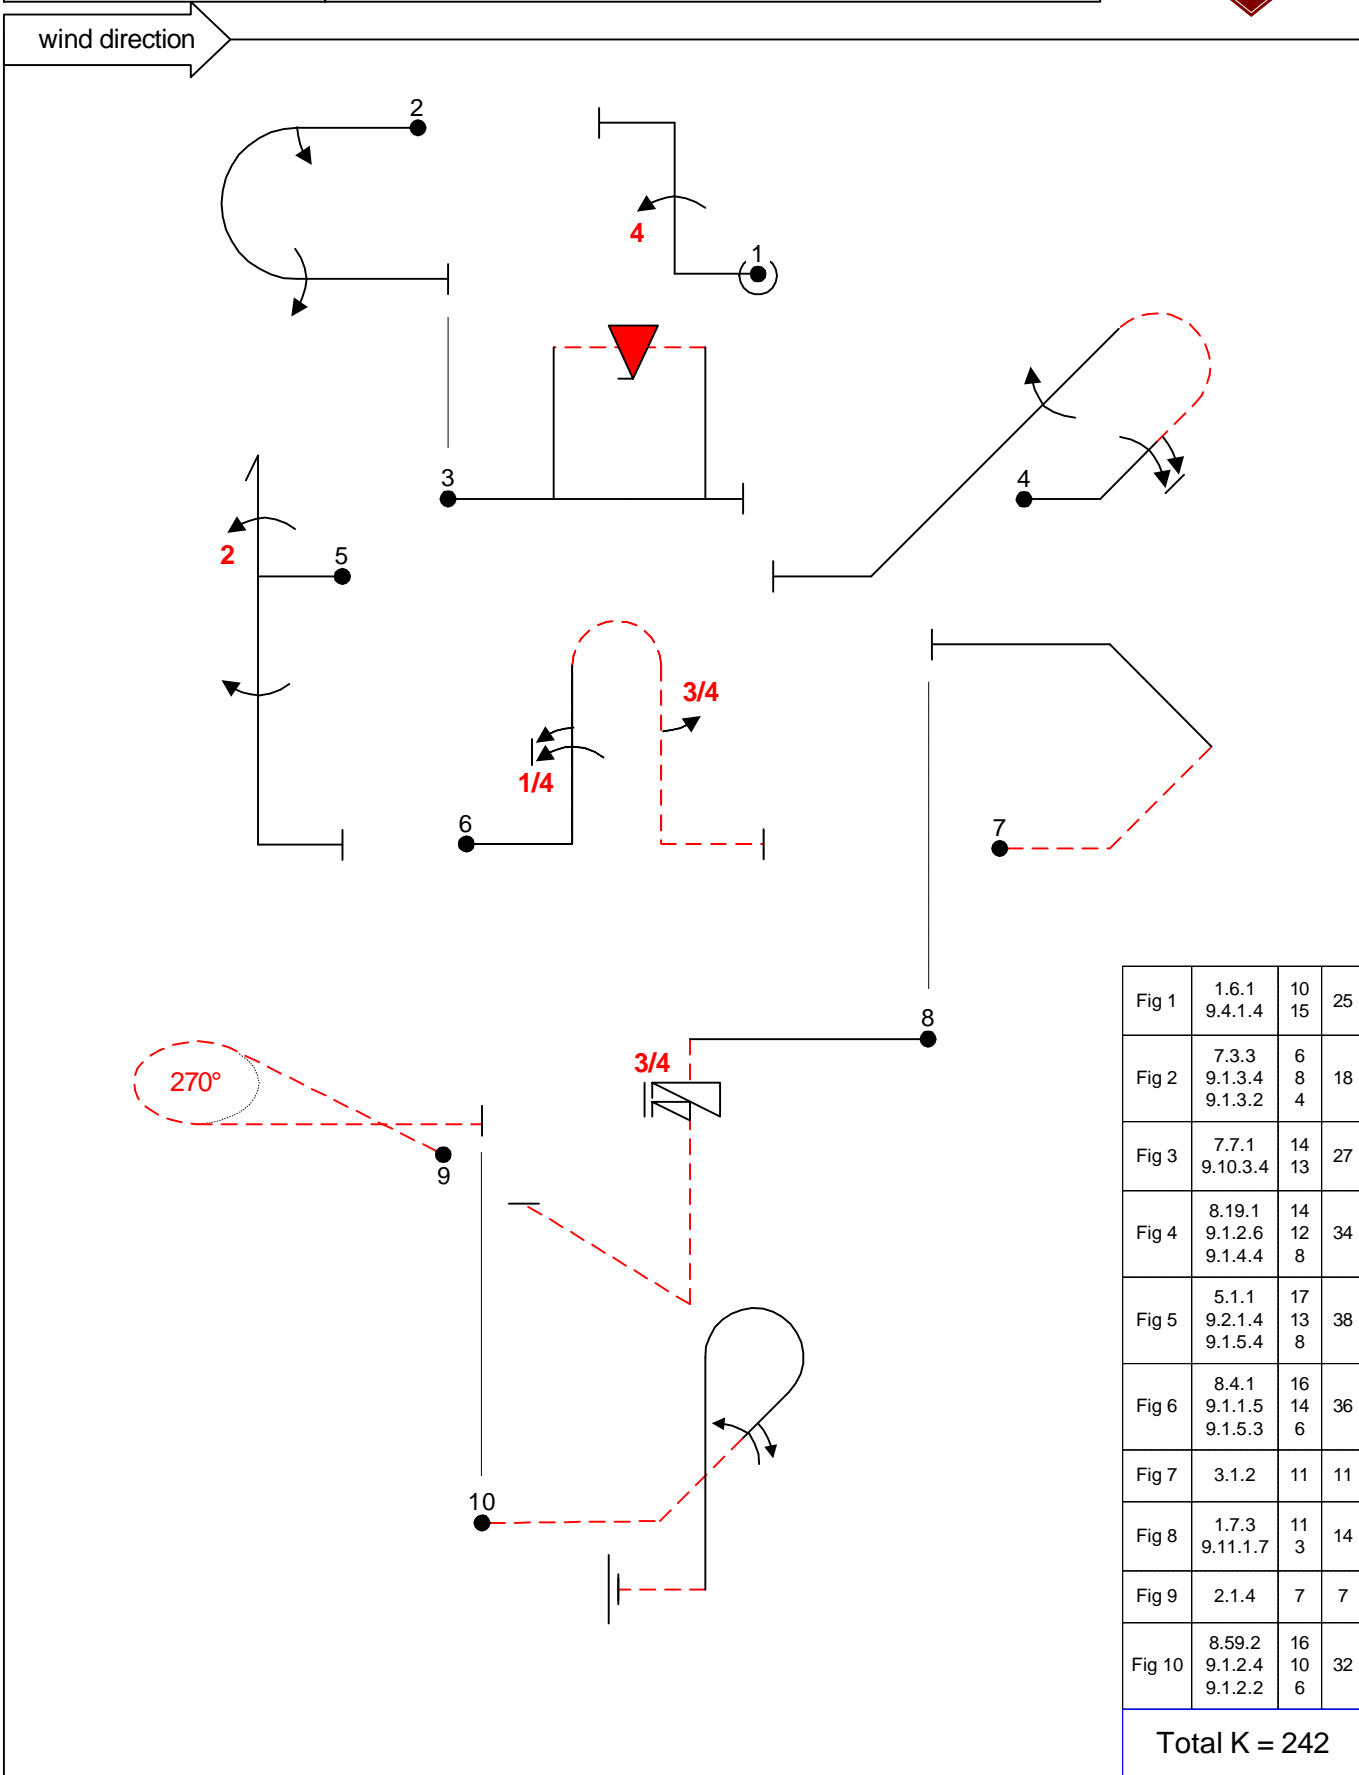 wind direction
2
4
1
3
4
2
5
3/4
1/4
6
7
8
3/4
270°
9
10
Fig 1 1.6.1 10 25
9.4.1.4 15
Fig 2 7.3.3 6 18
9.1.3.4 8
9.1.3.2 4
Fig 3 7.7.1 14 27
9.10.3.4 13
Fig 4 8.19.1 14 34
9.1.2.6 12
9.1.4.4 8
Fig 5 5.1.1 17 38
9.2.1.4 13
9.1.5.4 8
Fig 6 8.4.1 16 36
9.1.1.5 14
9.1.5.3 6
Fig 7 3.1.2 11 11
Fig 8 1.7.3 11 14
9.11.1.7 3
Fig 9 2.1.4 7 7
Fig 10 8.59.2 16 32
9.1.2.4 10
9.1.2.2 6
Total K = 242